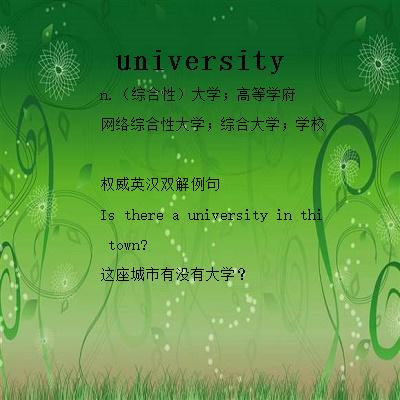 university
n.（综合性）大学；高等学府
网络综合性大学；综合大学；学校
权威英汉双解例句
Is there a university in thi
town?
这座城市有没有大学？